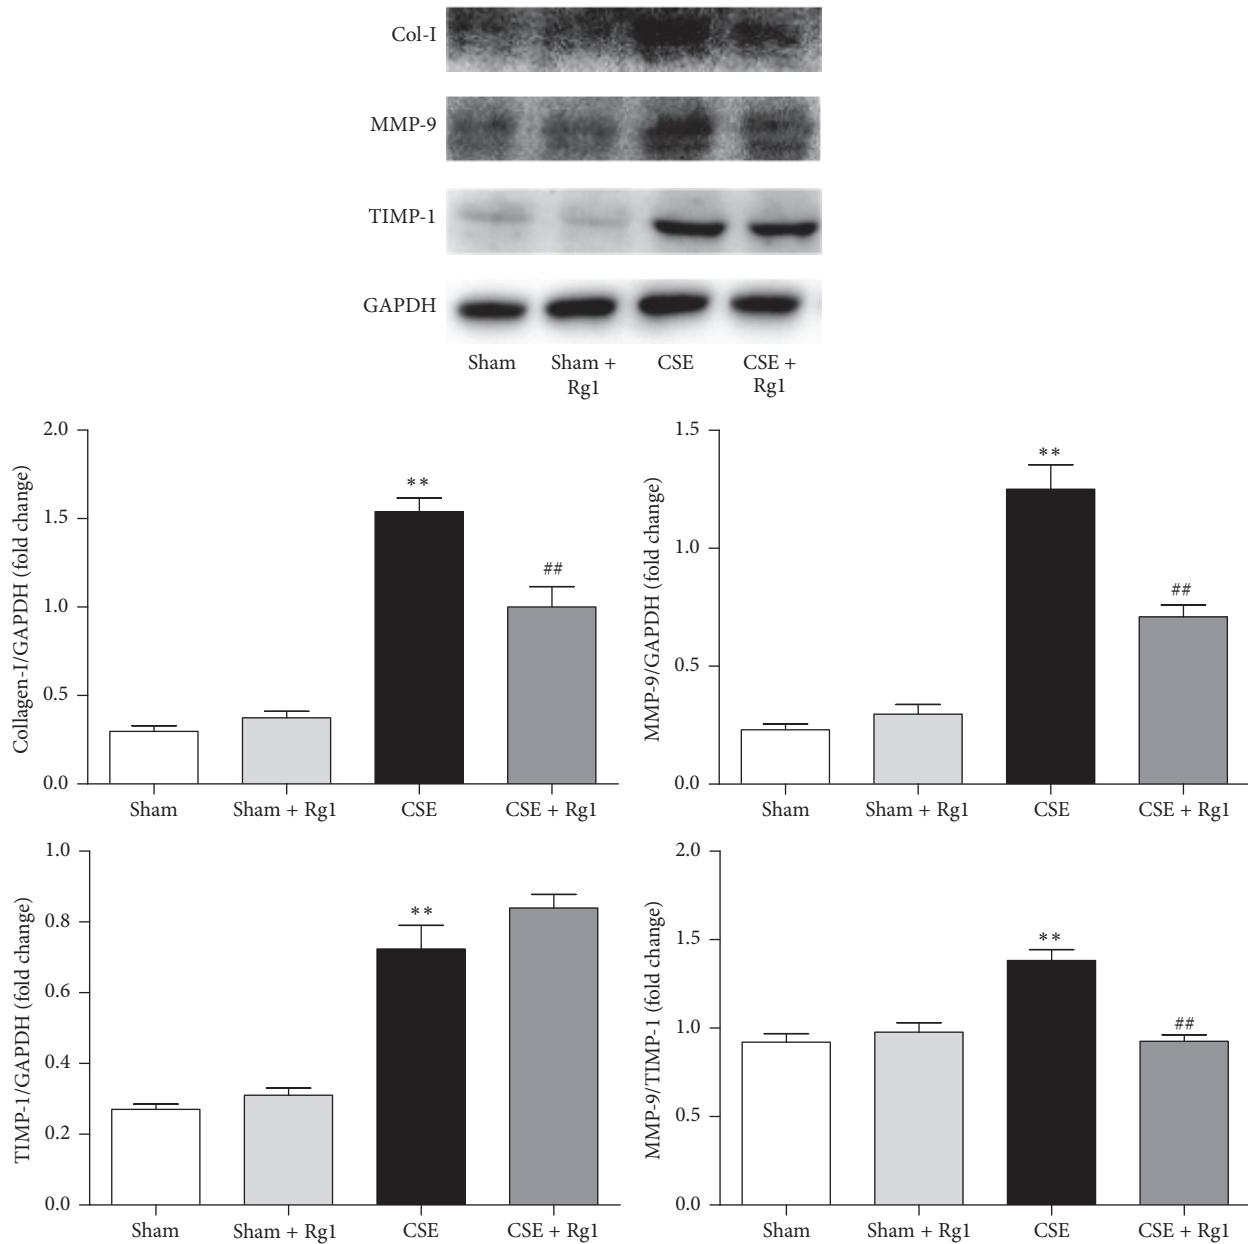 Col-I
MMP-9
TIMP-1
GAPDH
Sham
Sham +
Rg1
CSE
CSE +
Rg1
Collagen-I/GAPDH (fold change)
2.0
1.5
1.0
0.5
0.0
**
##
Sham
Sham + Rg1
CSE
CSE + Rg1
MMP-9/GAPDH (fold change)
1.5
1.0
0.5
0.0
**
##
Sham
Sham + Rg1
CSE
CSE + Rg1
TIMP-1/GAPDH (fold change)
1.0
0.8
0.6
0.4
0.2
0.0
**
Sham
Sham + Rg1
CSE
CSE + Rg1
MMP-9/TIMP-1 (fold change)
2.0
1.5
1.0
0.5
0.0
**
##
Sham
Sham + Rg1
CSE
CSE + Rg1